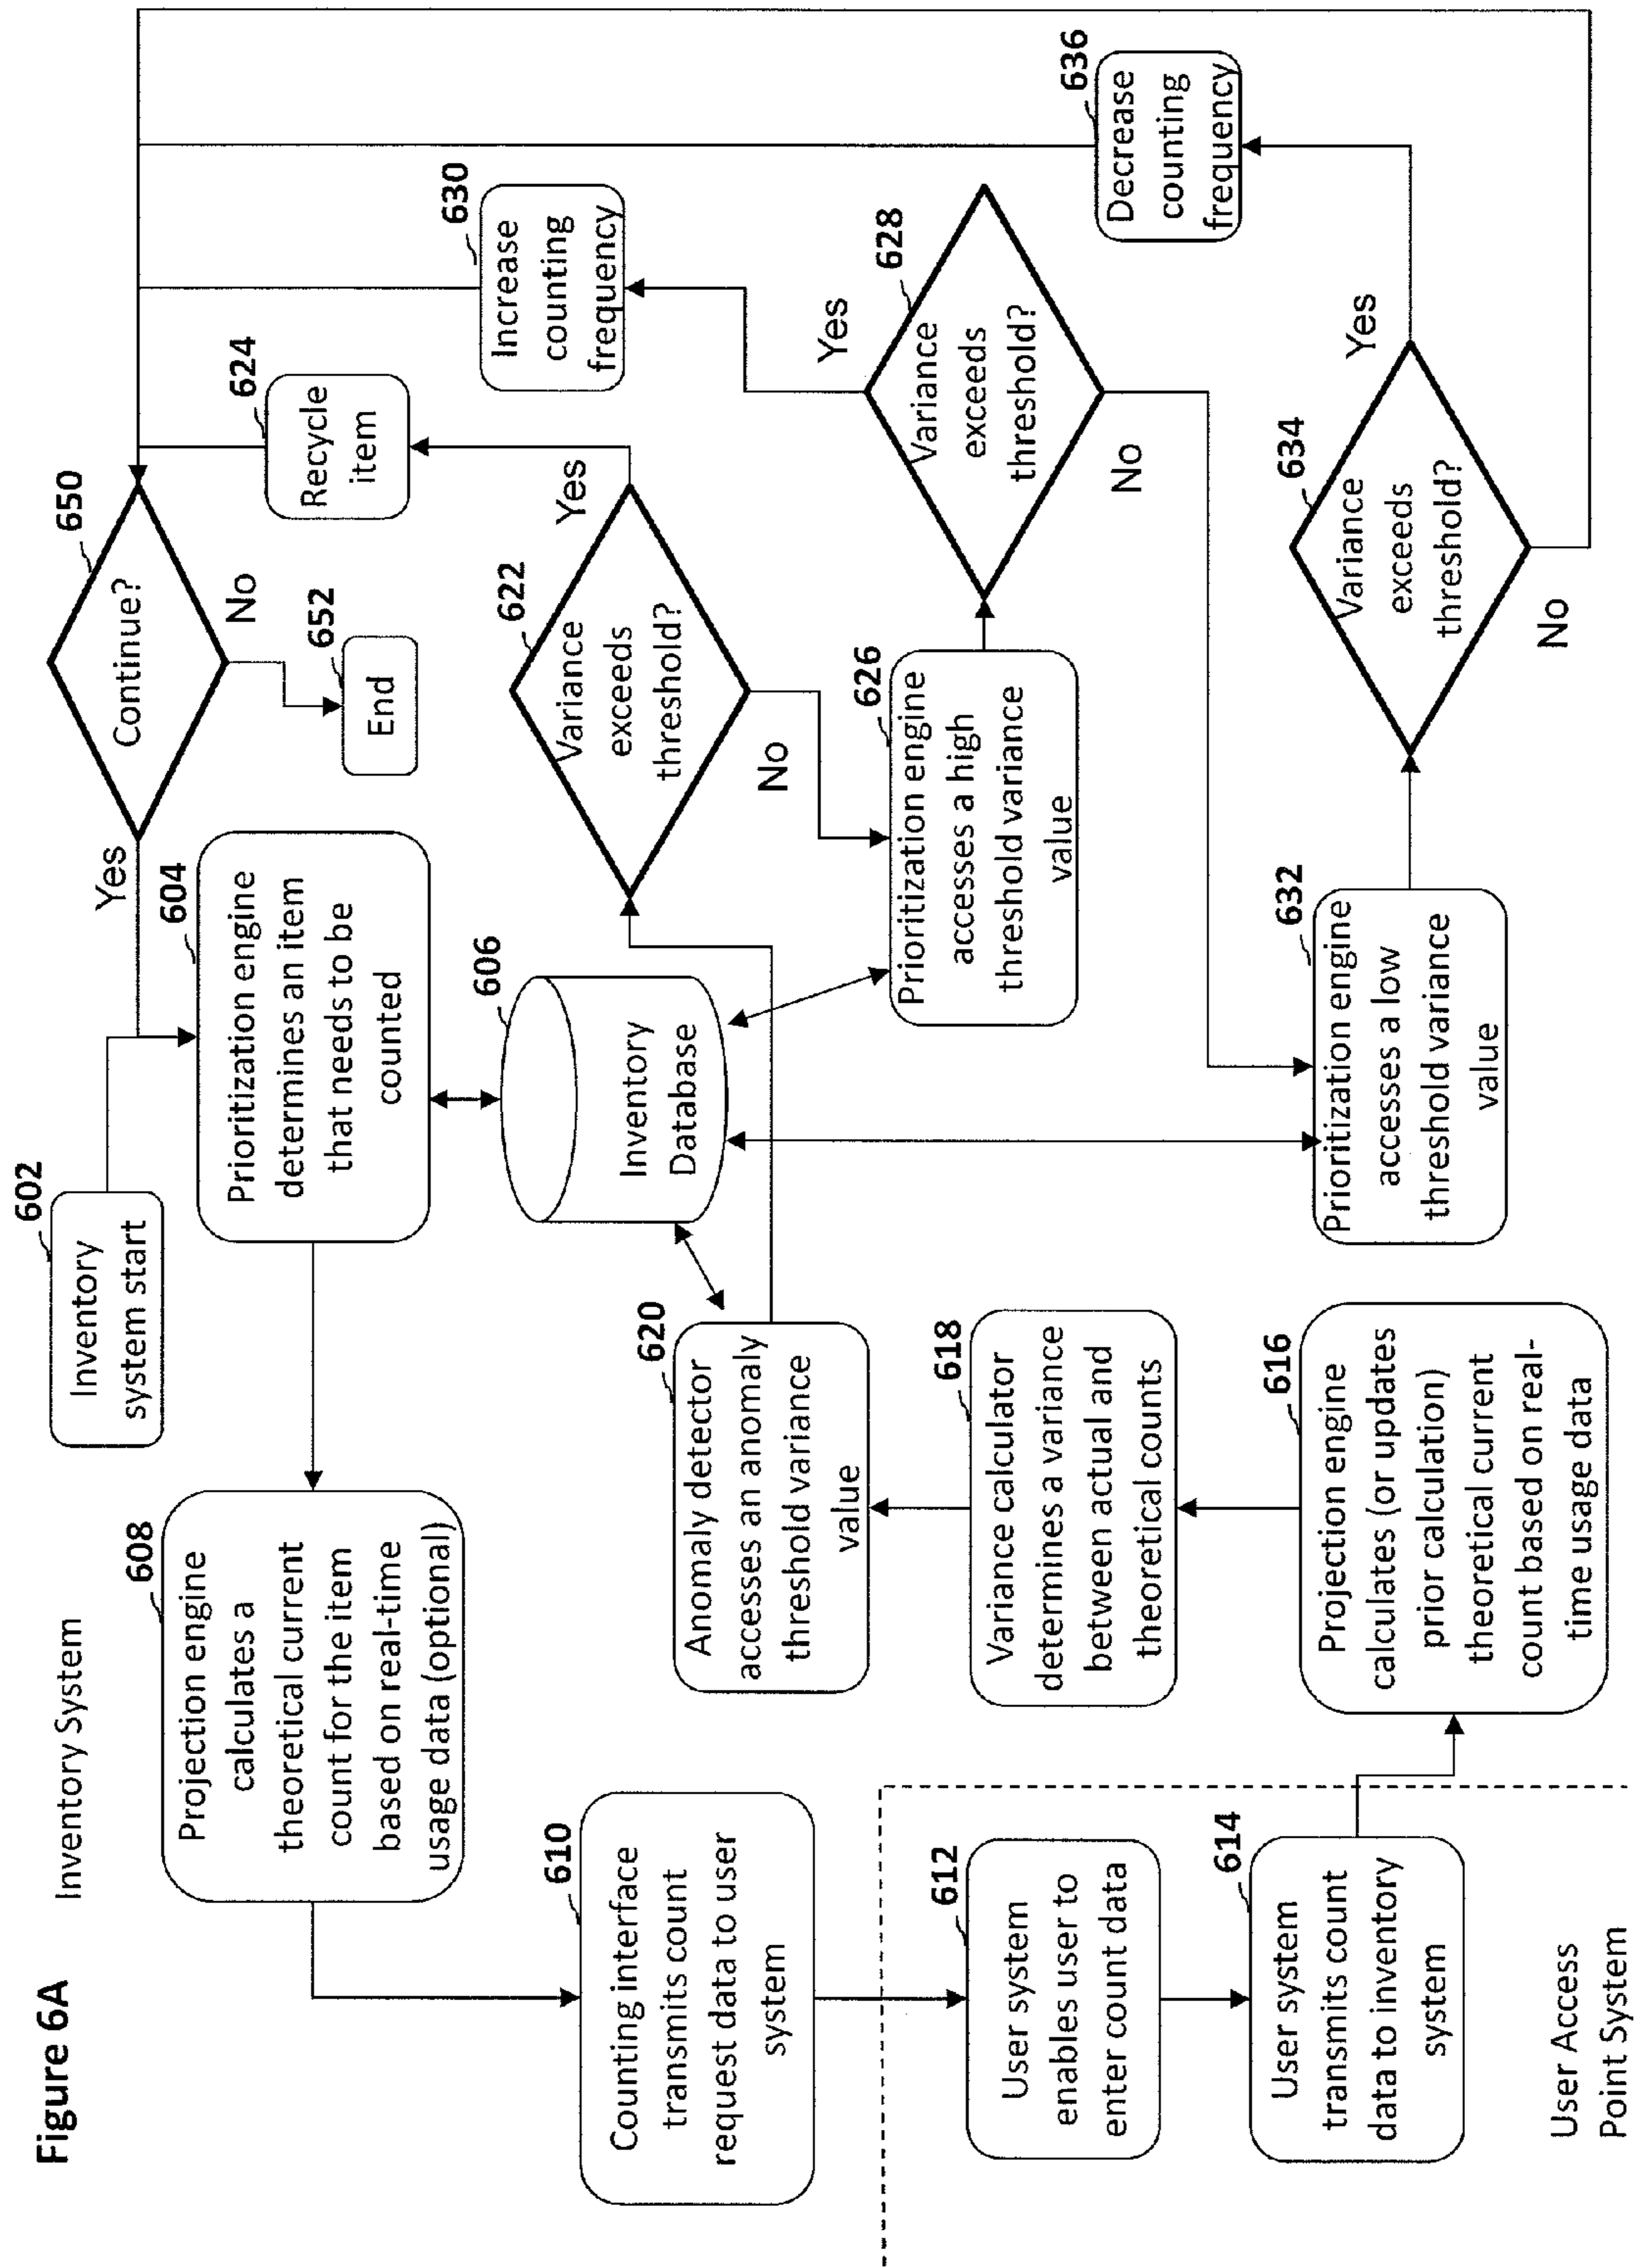 Figure 6A
Inventory System
602
Inventory
system start
Yes
650
Continue?
No
652
End
604
Prioritization engine
determines an item
that needs to be
counted
608
Projection engine
calculates a
theoretical current
count for the item
based on real-time
usage data (optional)
606
Inventory
Database
624
Recycle
item
610
Counting interface
transmits count
request data to user
system
620
Anomaly detector
accesses an anomaly
threshold variance
value
622
Variance
exceeds
threshold?
Yes
No
630
Increase
counting
frequency
618
Variance calculator
determines a variance
between actual and
theoretical counts
626
Prioritization engine
accesses a high
threshold variance
value
628
Variance
exceeds
threshold?
Yes
No
612
User system
enables user to
enter count data
614
User system
transmits count
data to inventory
system
616
Projection engine
calculates (or updates
prior calculation)
theoretical current
count based on real-
time usage data
632
Prioritization engine
accesses a low
threshold variance
value
634
Variance
exceeds
threshold?
Yes
No
636
Decrease
counting
frequency
User Access
Point System